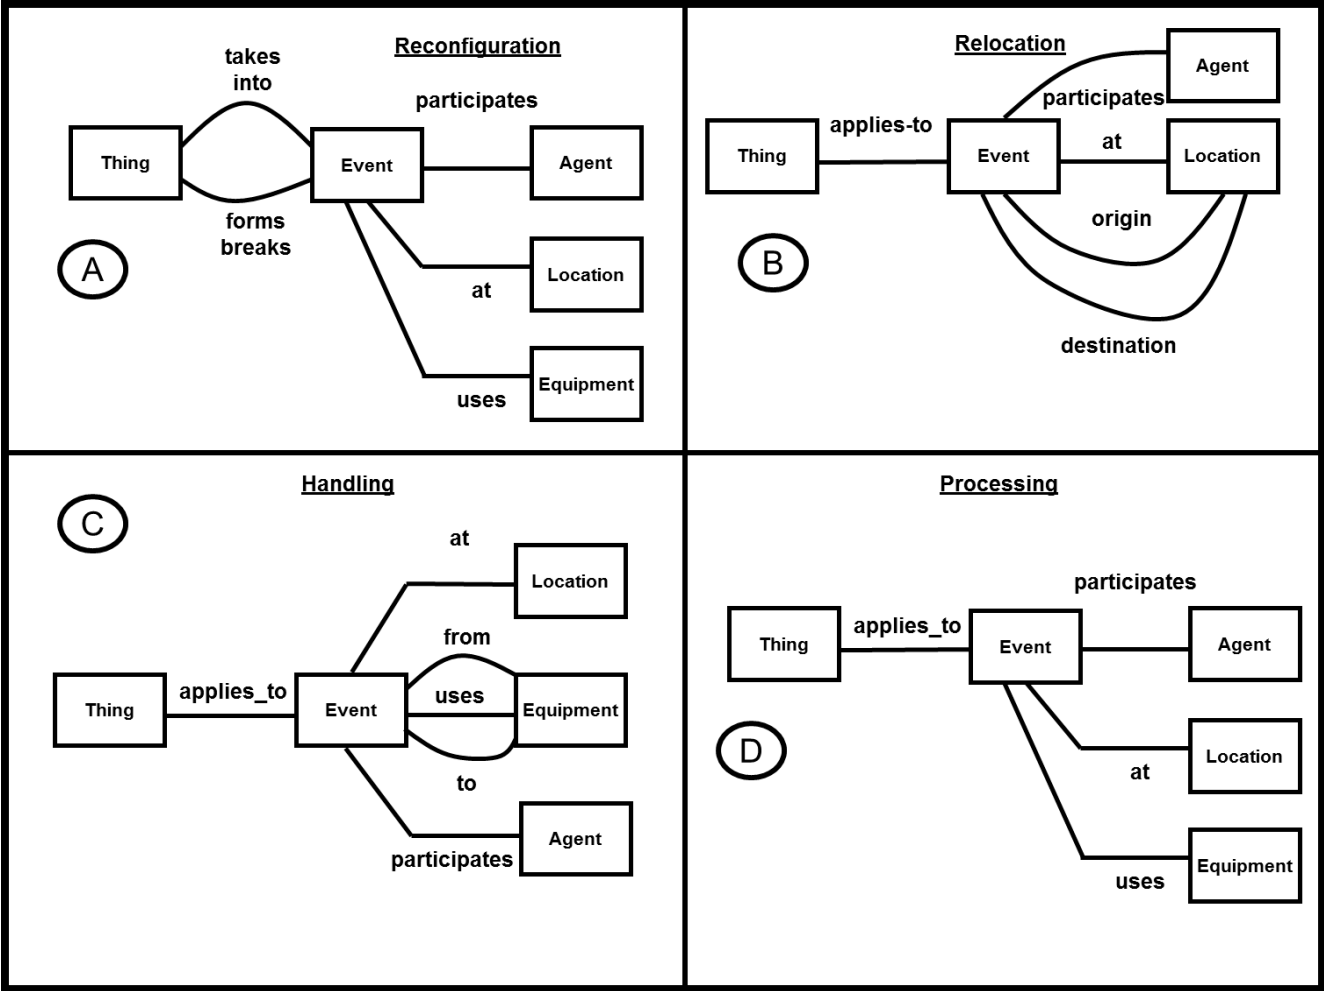 Reconfiguration
takes
into
participates
Thing
Event
Agent
forms
breaks
A
Location
at
Equipment
uses
Relocation
Agent
participates
applies-to
at
Thing
Event
Location
origin
B
destination
Handling
C
at
Location
from
applies_to
uses
Thing
Event
Equipment
to
Agent
participates
Processing
participates
applies_to
Thing
Event
Agent
D
Location
at
Equipment
uses